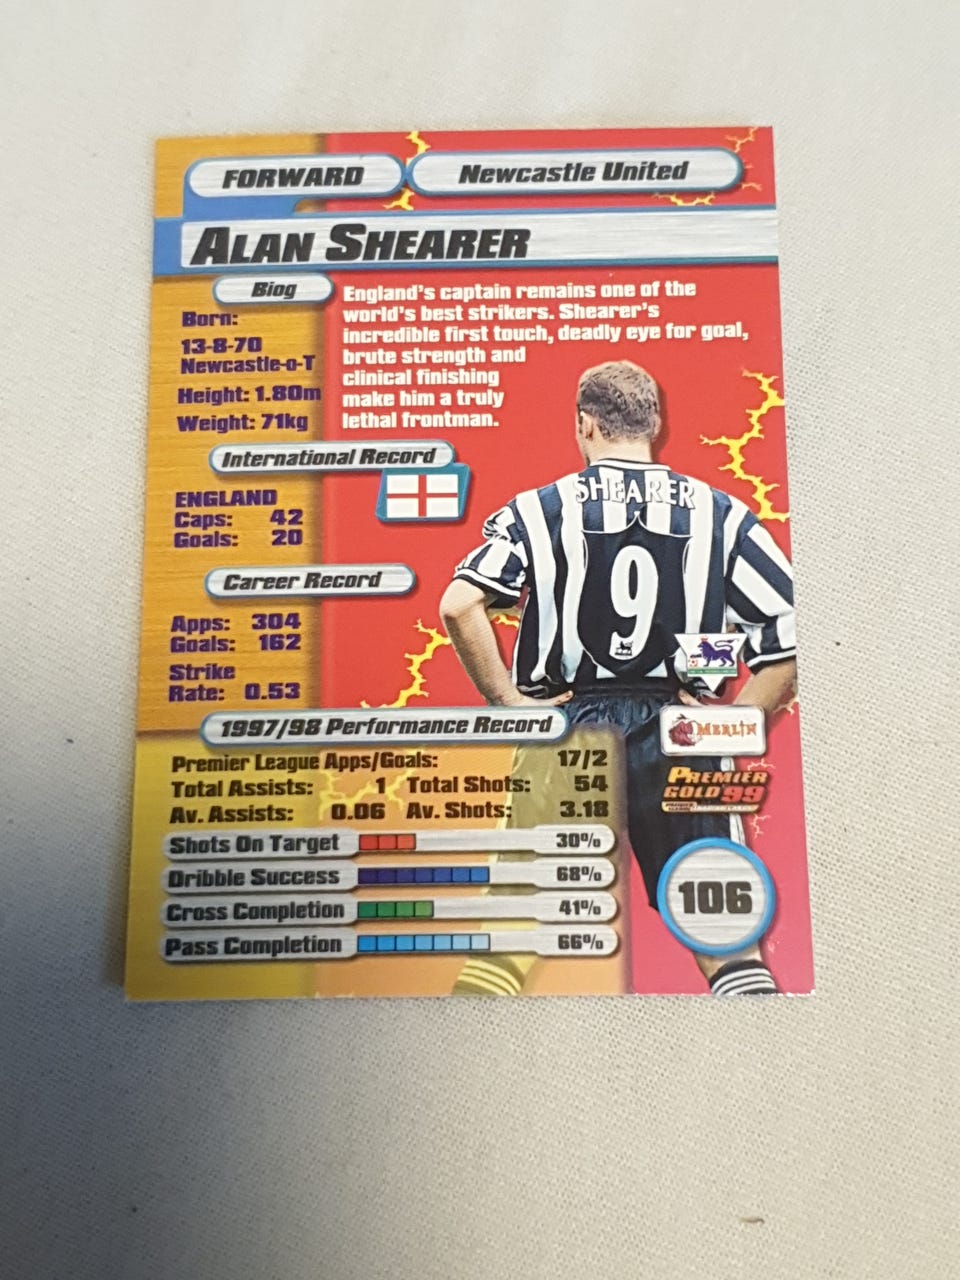 FORWARD
Newcastle United
ALAN SHEARER
Biog
Born:
13-8-70
Newcastle-o-T
Height: 1.80m
Weight: 71kg
England's captain remains one of the
world's best strikers. Shearer's
incredible first touch, deadly eye for goal,
brute strength and
clinical finishing
make him a truly
lethal frontman.
International Record
ENGLAND
Caps: 42
Goals: 20
Career Record
Apps: 304
Goals: 162
Strike
Rate: 0.53
SHEARER
9
1997/98 Performance Record
Premier League Apps/Goals: 17/2
Total Assists: 1 Total Shots: 54
Av. Assists: 0.06 Av. Shots: 3.18
Shots On Target 30%
Dribble Success 68%
Cross Completion 41%
Pass Completion 66%
MERLIN
PREMIER
GOLD '99
106